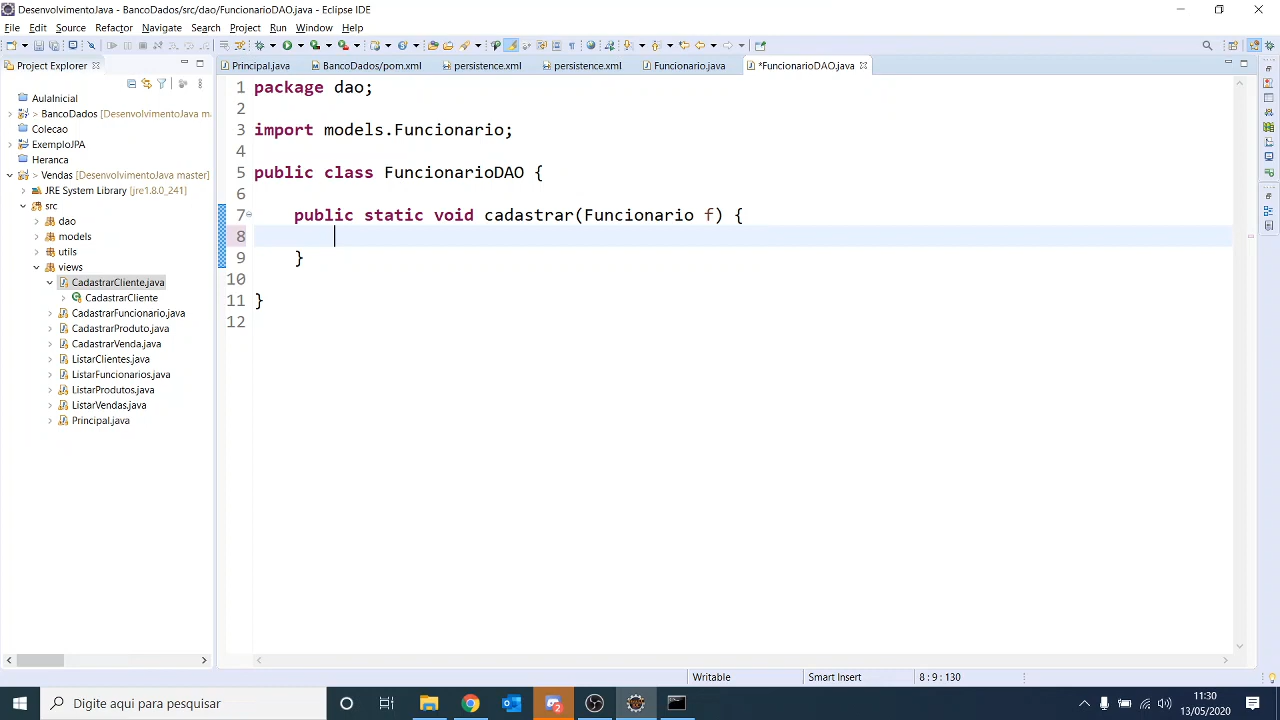 DesenvolvimentoJava - BancoDados/src/dao/FuncionarioDAO.java - Eclipse IDE
File Edit Source Refactor Navigate Search Project Run Window Help
Project Explorer
Principal.java BancoDados/pom.xml persistence.xml persistence.xml Funcionario.java *FuncionarioDAO.java
AulaInicial
> BancoDados [DesenvolvimentoJava m
Colecao
ExemploJPA
Heranca
> Vendas [DesenvolvimentoJava master]
JRE System Library [jre1.8.0_241]
src
dao
models
utils
views
CadastrarCliente.java
CadastrarCliente
CadastrarFuncionario.java
CadastrarProduto.java
CadastrarVenda.java
ListarClientes.java
ListarFuncionarios.java
ListarProdutos.java
ListarVendas.java
Principal.java
1 package dao;
2
3 import models.Funcionario;
4
5 public class FuncionarioDAO {
6
7 public static void cadastrar(Funcionario f) {
8
9 }
10
11 }
12
Writable Smart Insert 8 : 9 : 130
Digite aqui para pesquisar
11:30
13/05/2020